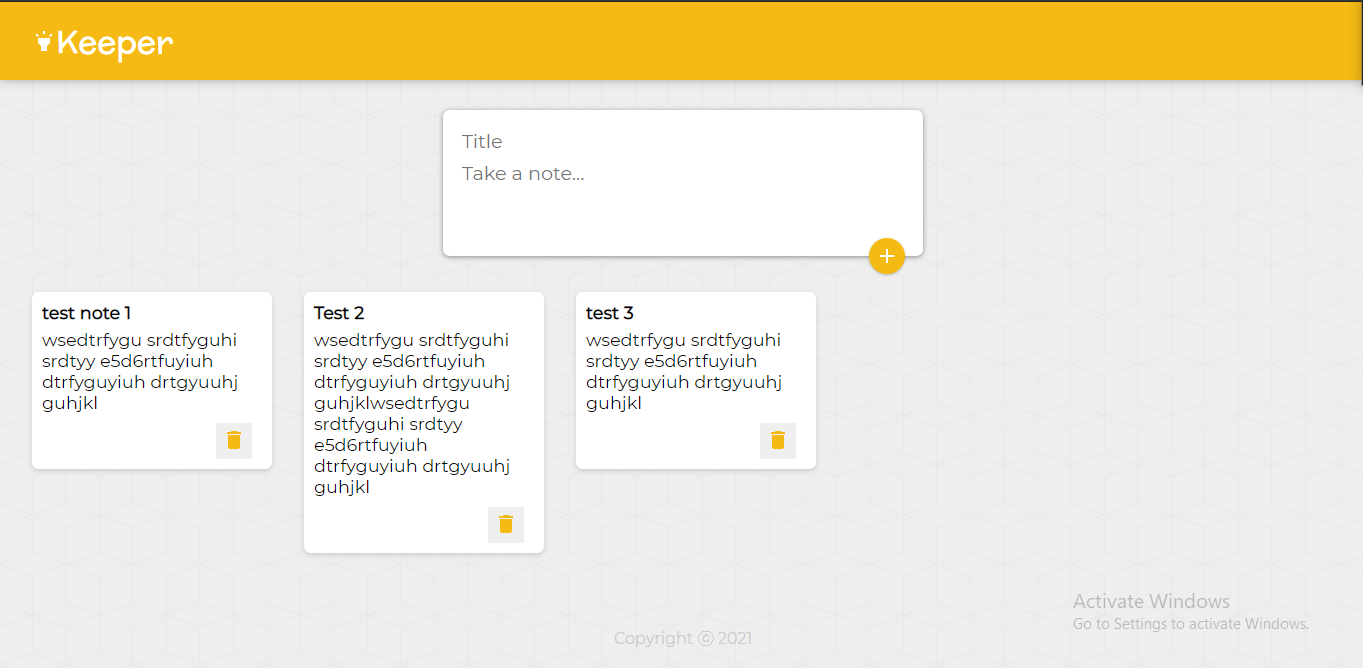 Keeper
Title
Take a note...
test note 1
wsedtrfygu srdtfyguhi
srdtyy e5d6rtfuyiuh
dtrfyguyiuh drtgyuuhj
guhjkl
Test 2
wsedtrfygu srdtfyguhi
srdtyy e5d6rtfuyiuh
dtrfyguyiuh drtgyuuhj
guhjklwsedtrfygu
srdtfyguhi srdtyy
e5d6rtfuyiuh
dtrfyguyiuh drtgyuuhj
guhjkl
test 3
wsedtrfygu srdtfyguhi
srdtyy e5d6rtfuyiuh
dtrfyguyiuh drtgyuuhj
guhjkl
Activate Windows
Go to Settings to activate Windows.
Copyright ⓒ 2021